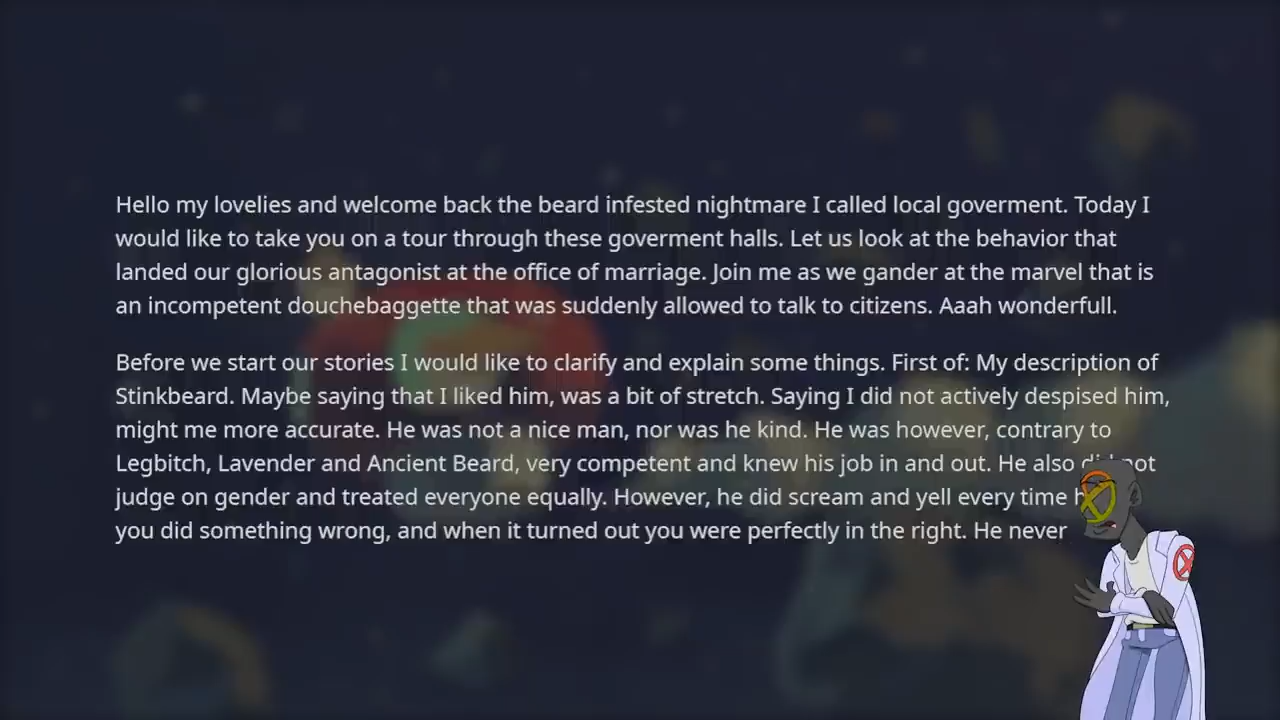 Hello my lovelies and welcome back the beard infested nightmare I called local goverment. Today I
would like to take you on a tour through these goverment halls. Let us look at the behavior that
landed our glorious antagonist at the office of marriage. Join me as we gander at the marvel that is
an incompetent douchebaggette that was suddenly allowed to talk to citizens. Aaah wonderfull.
Before we start our stories I would like to clarify and explain some things. First of: My description of
Stinkbeard. Maybe saying that I liked him, was a bit of stretch. Saying I did not actively despised him,
might me more accurate. He was not a nice man, nor was he kind. He was however, contrary to
Legbitch, Lavender and Ancient Beard, very competent and knew his job in and out. He also did not
judge on gender and treated everyone equally. However, he did scream and yell every time
you did something wrong, and when it turned out you were perfectly in the right. He never